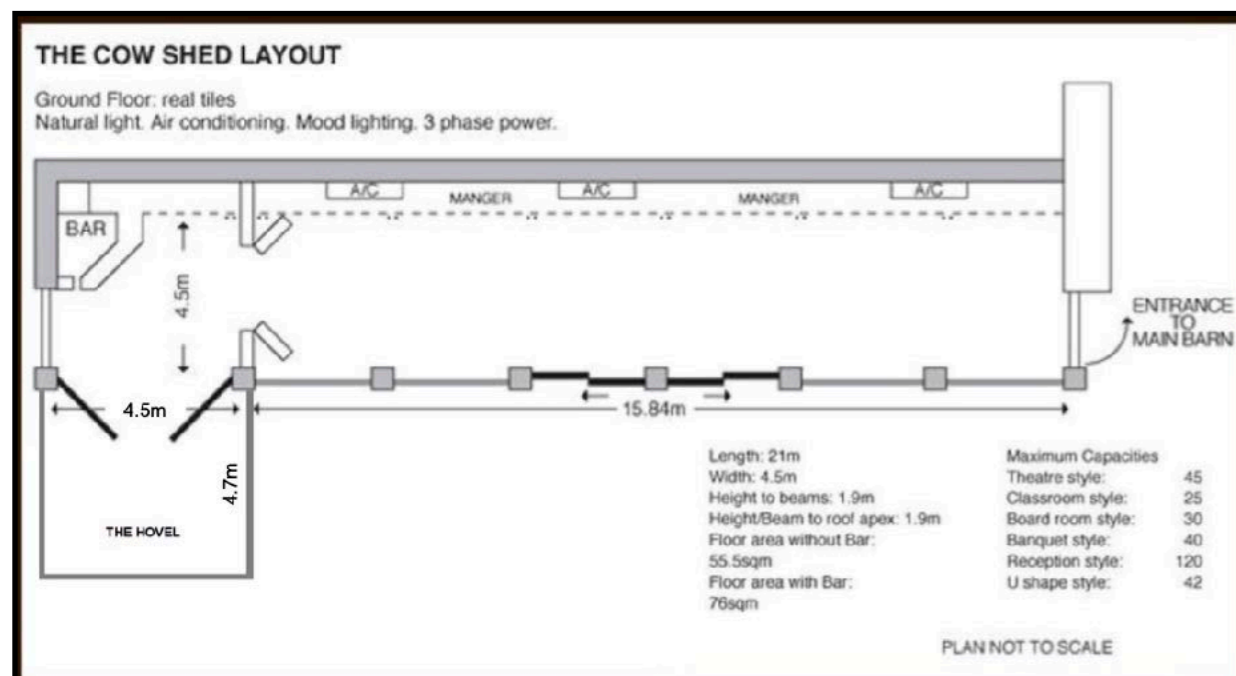 THE COW SHED LAYOUT
Ground Floor: real tiles
Natural light. Air conditioning. Mood lighting. 3 phase power.
A/C
MANGER
A/C
MANGER
A/C
BAR
4.5m
ENTRANCE
TO
MAIN BARN
4.5m
15.84m
4.7m
THE HOVEL
Length: 21m
Width: 4.5m
Height to beams: 1.9m
Height/Beam to roof apex: 1.9m
Floor area without Bar:
55.5sqm
Floor area with Bar:
76sqm
Maximum Capacities
Theatre style: 45
Classroom style: 25
Board room style: 30
Banquet style: 40
Reception style: 120
U shape style: 42
PLAN NOT TO SCALE